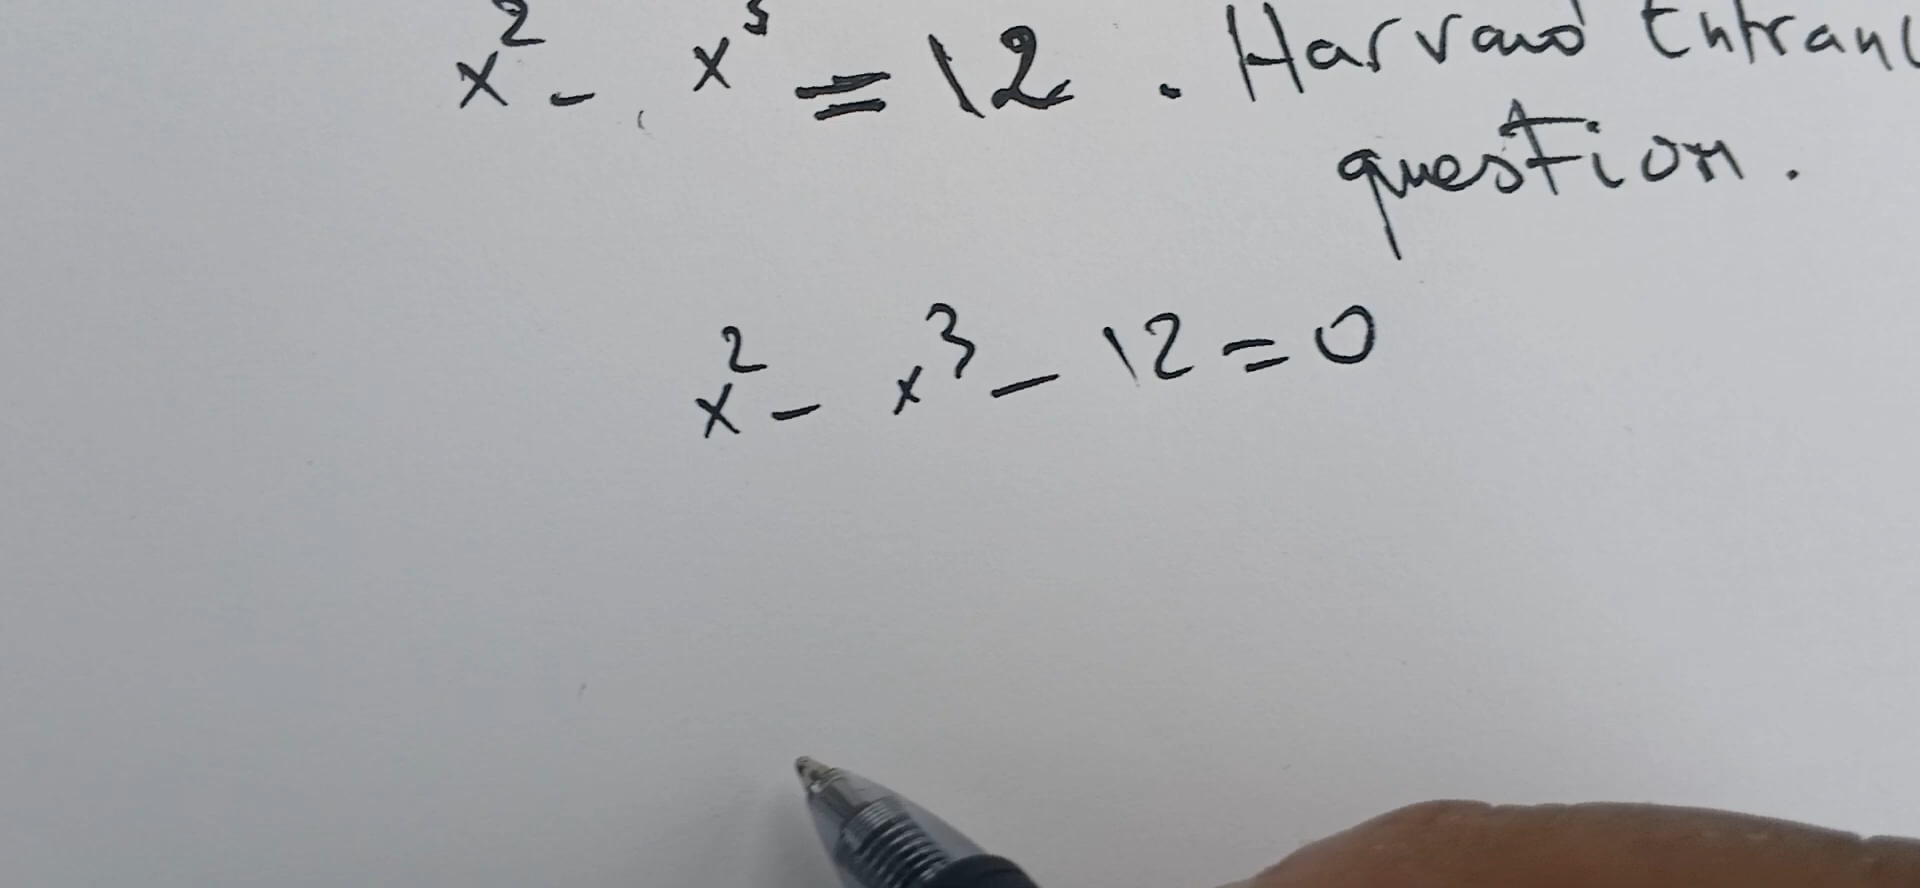 x² - x³ = 12 . Harvard Entranc
question.
x² - x³ - 12 = 0